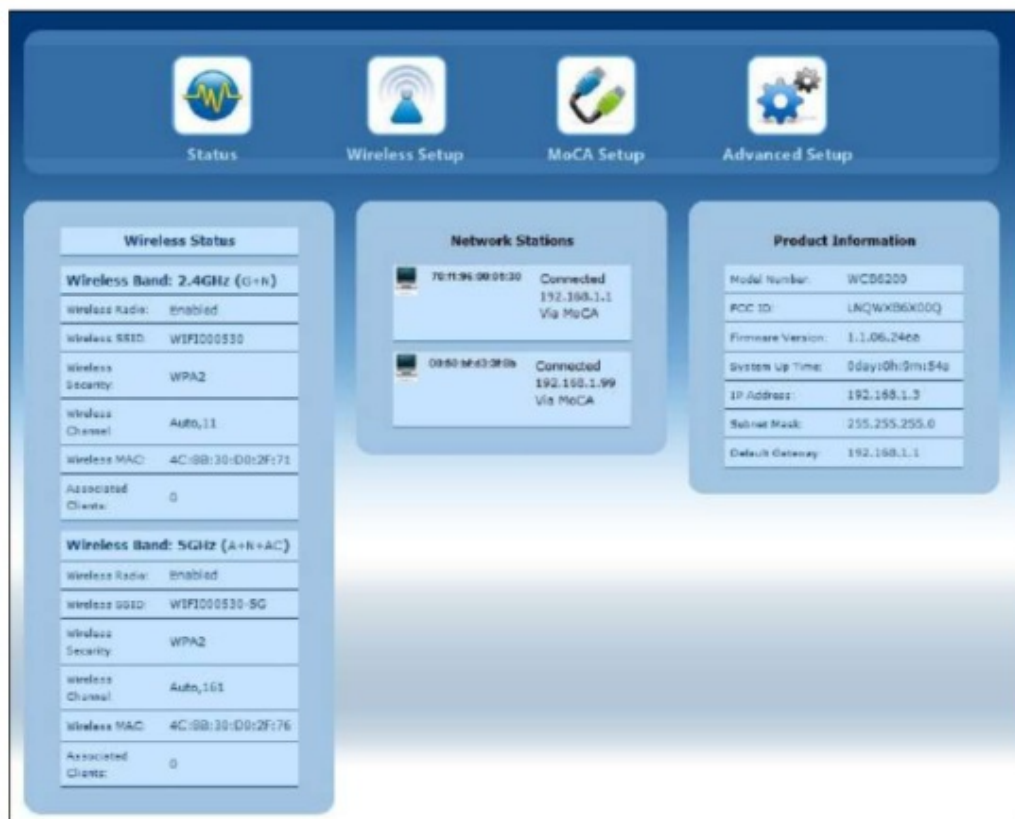 Status
Wireless Setup
MoCA Setup
Advanced Setup
Wireless Status
Wireless Band: 2.4GHz (G+N)
Wireless Radio: Enabled
Wireless SSID: WIFI000530
Wireless
Security: WPA2
Wireless
Channel: Auto,11
Wireless MAC: 4C:8B:30:D0:2F:71
Associated
Clients: 0
Wireless Band: 5GHz (A+N+AC)
Wireless Radio: Enabled
Wireless SSID: WIFI000530-5G
Wireless
Security: WPA2
Wireless
Channel: Auto,161
Wireless MAC: 4C:8B:30:D0:2F:76
Associated
Clients: 0
Network Stations
Connected
192.168.1.1
Via MoCA
Connected
192.168.1.99
Via MoCA
Product Information
Model Number: WCB6200
FCC ID:
Firmware Version:
System Up Time: 0day:0h:9m:54s
IP Address: 192.168.1.3
Subnet Mask: 255.255.255.0
Default Gateway: 192.168.1.1